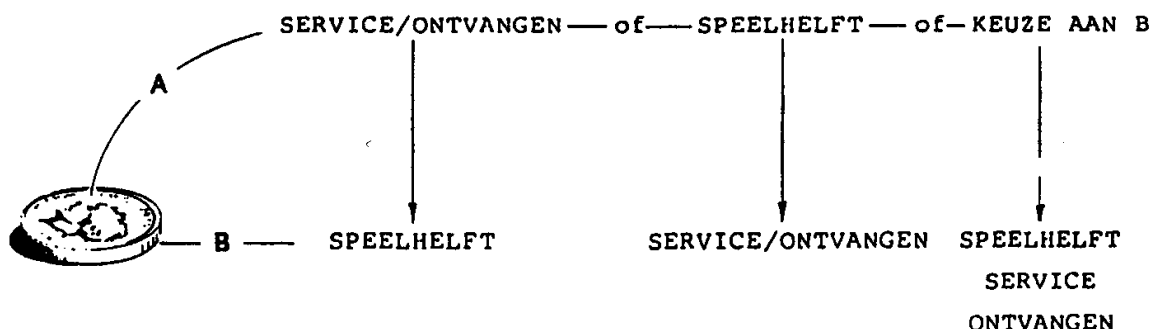 SERVICE/ONTVANGEN — of — SPEELHELFT — of — KEUZE AAN B
A
B — SPEELHELFT SERVICE/ONTVANGEN SPEELHELFT
SERVICE
ONTVANGEN